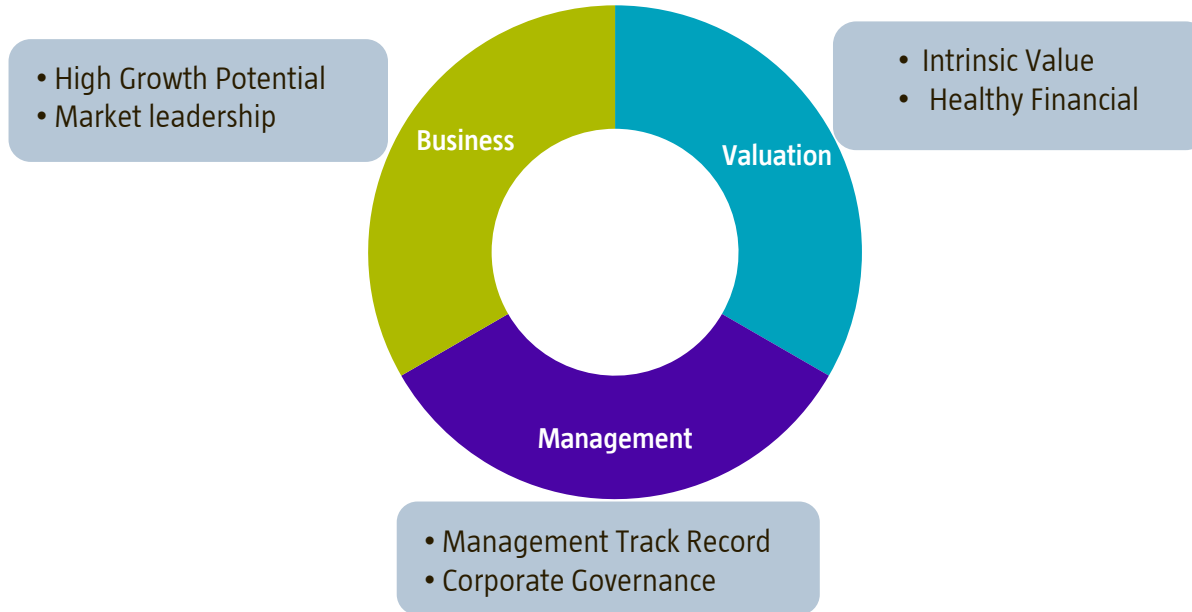 • High Growth Potential
• Market leadership
Business
• Intrinsic Value
• Healthy Financial
Valuation
Management
• Management Track Record
• Corporate Governance